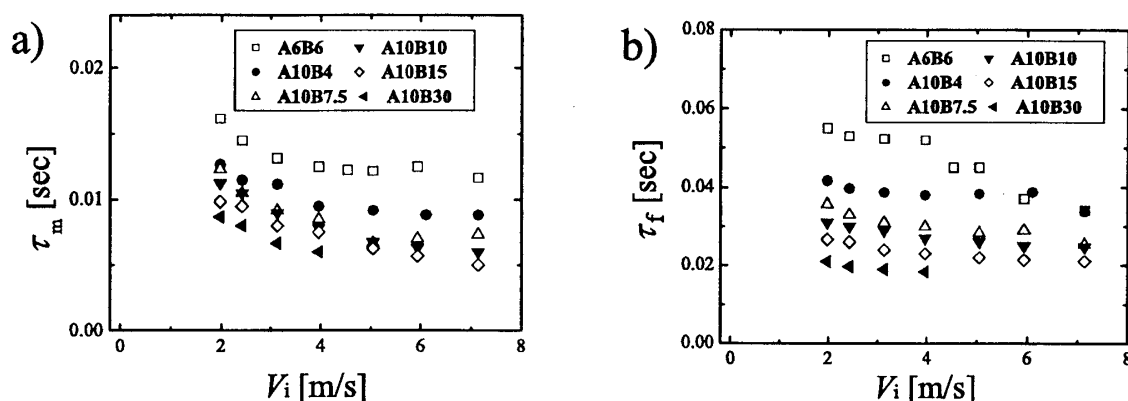 a)
τm [sec]
0.02
0.01
0.00
A6B6 A10B10
A10B4 A10B15
A10B7.5 A10B30
0 2 4 6 8
Vi [m/s]
b)
τf [sec]
0.08
0.06
0.04
0.02
0.00
A6B6 A10B10
A10B4 A10B15
A10B7.5 A10B30
0 2 4 6 8
Vi [m/s]